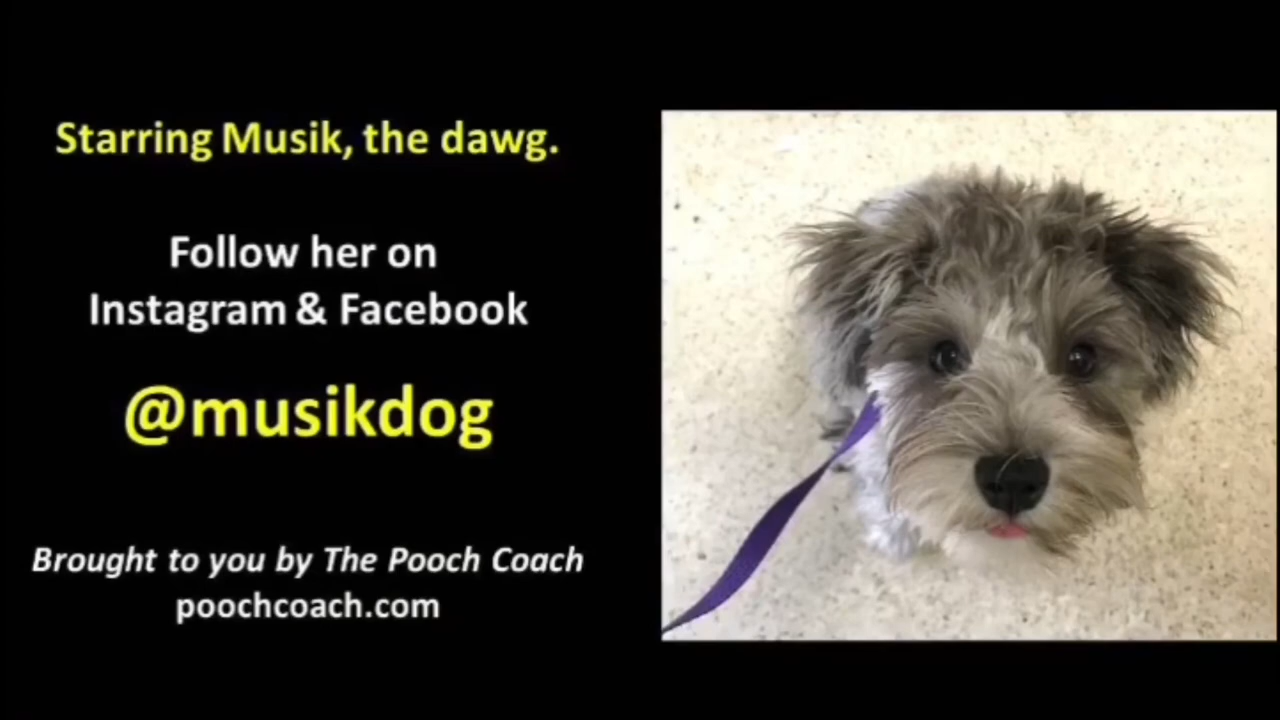 Starring Musik, the dawg.
Follow her on
Instagram & Facebook
@musikdog
Brought to you by The Pooch Coach
poochcoach.com